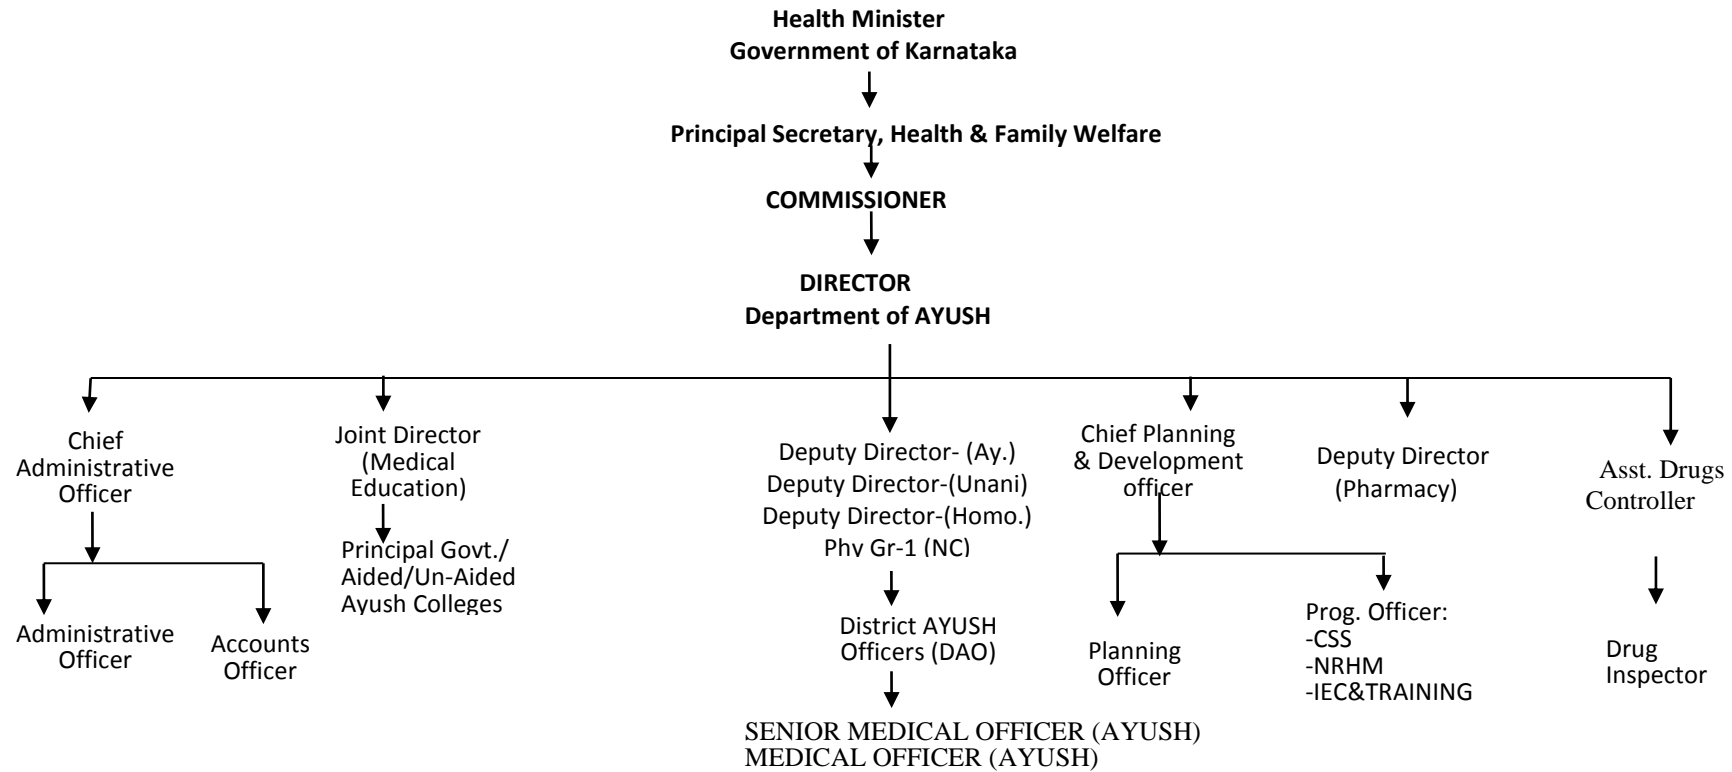 Health Minister
Government of Karnataka
Principal Secretary, Health & Family Welfare
COMMISSIONER
DIRECTOR
Department of AYUSH
Chief
Administrative
Officer
Joint Director
(Medical
Education)
Deputy Director- (Ay.)
Deputy Director-(Unani)
Deputy Director-(Homo.)
Phy Gr-1 (NC)
Chief Planning
& Development
officer
Deputy Director
(Pharmacy)
Asst. Drugs
Controller
Administrative
Officer
Accounts
Officer
Principal Govt./
Aided/Un-Aided
Ayush Colleges
District AYUSH
Officers (DAO)
SENIOR MEDICAL OFFICER (AYUSH)
MEDICAL OFFICER (AYUSH)
Planning
Officer
Prog. Officer:
-CSS
-NRHM
-IEC&TRAINING
Drug
Inspector